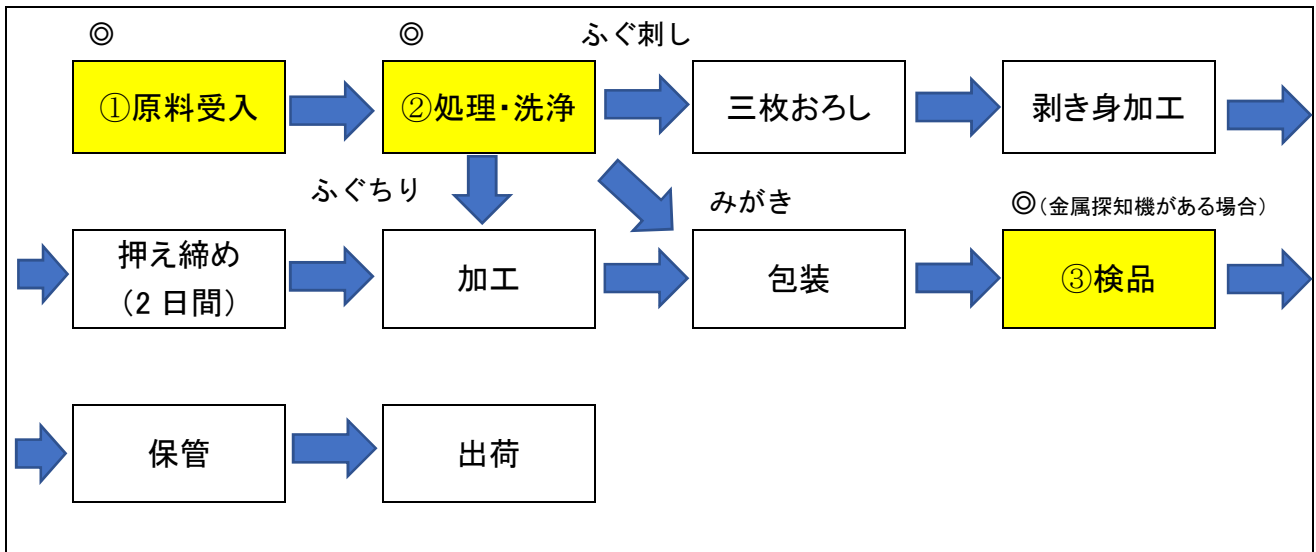 ◎
◎
ふぐ刺し
①原料受入
②処理・洗浄
三枚おろし
剥き身加工
ふぐちり
みがき
◎(金属探知機がある場合)
押え締め
(2 日間)
加工
包装
③検品
保管
出荷